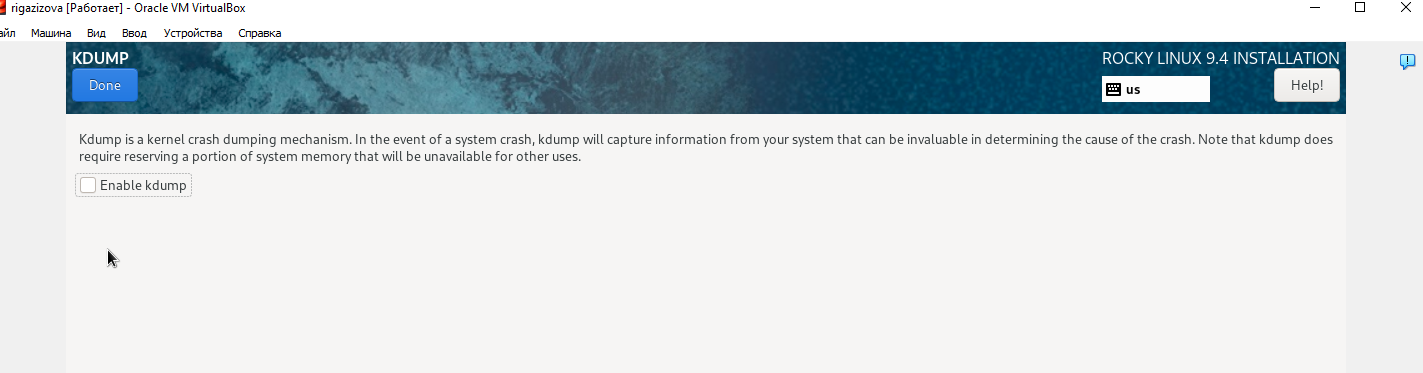 rigazizova [Работает] - Oracle VM VirtualBox
айл Машина Вид Ввод Устройства Справка
KDUMP
ROCKY LINUX 9.4 INSTALLATION
Done
us
Help!
Kdump is a kernel crash dumping mechanism. In the event of a system crash, kdump will capture information from your system that can be invaluable in determining the cause of the crash. Note that kdump does
require reserving a portion of system memory that will be unavailable for other uses.
Enable kdump